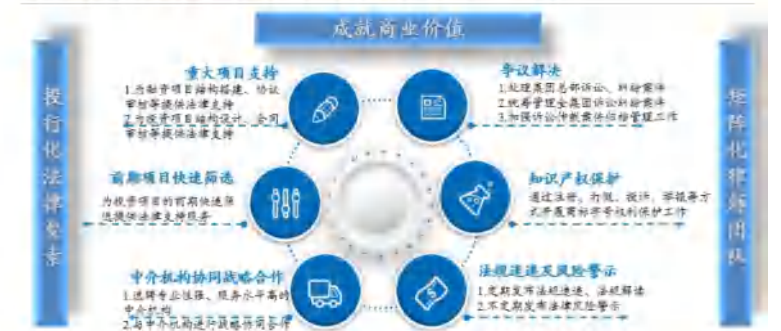 成就商业价值
投行化法律要素
矩阵化律师团队
重大项目支持
1.为融资项目结构搭建、协议
审核等提供法律支持
2.为投资项目结构设计、合同
审核等提供法律支持
争议解决
1.处理集团总部诉讼、纠纷案件
2.统筹管理全集团诉讼纠纷案件
3.加强诉讼仲裁案件归档管理工作
前期项目快速筛选
为投资项目的前期快速筛
选提供法律支持服务
知识产权保护
通过注册、打假、投诉、举报等方
式开展商标字号权利保护工作
中介机构协同战略合作
1.选聘专业性强、服务水平高的
中介机构
2.与中介机构进行战略协同合作
法规速递及风险警示
1.定期发布法规速递、法规解读
2.不定期发布法律风险警示